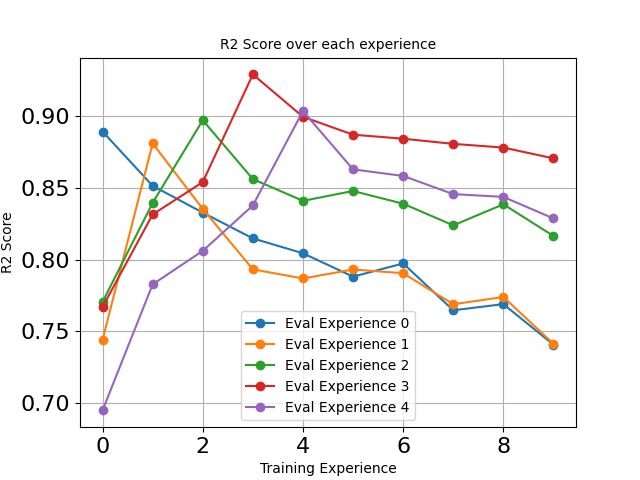 R2 Score over each experience
R2 Score
0.90
0.85
0.80
0.75
0.70
Eval Experience 0
Eval Experience 1
Eval Experience 2
Eval Experience 3
Eval Experience 4
0 2 4 6 8
Training Experience